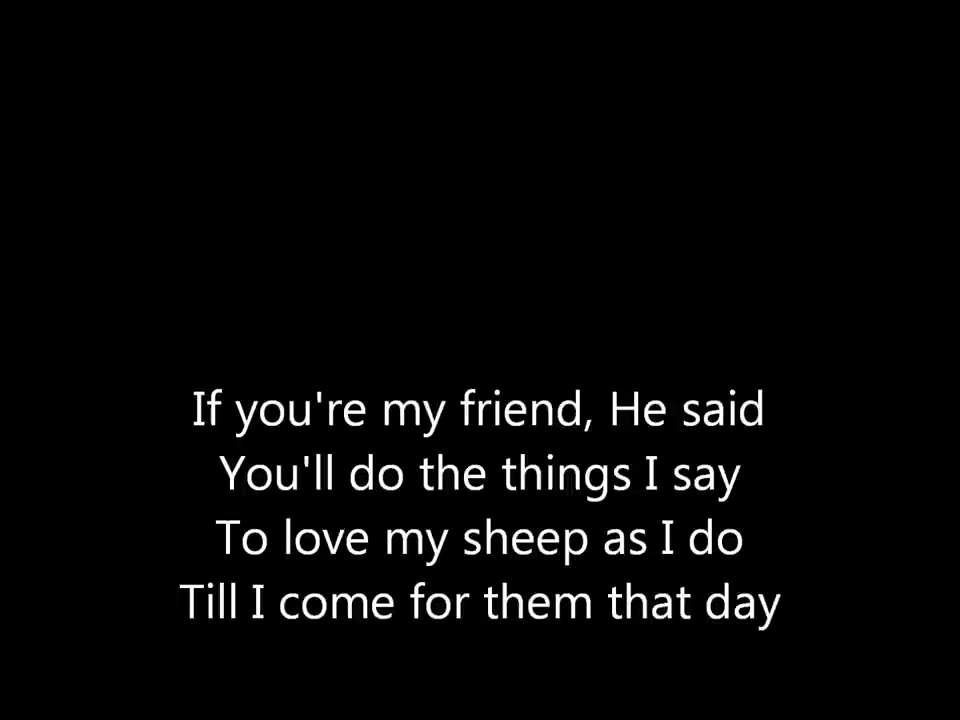 If you're my friend, He said
You'll do the things I say
To love my sheep as I do
Till I come for them that day